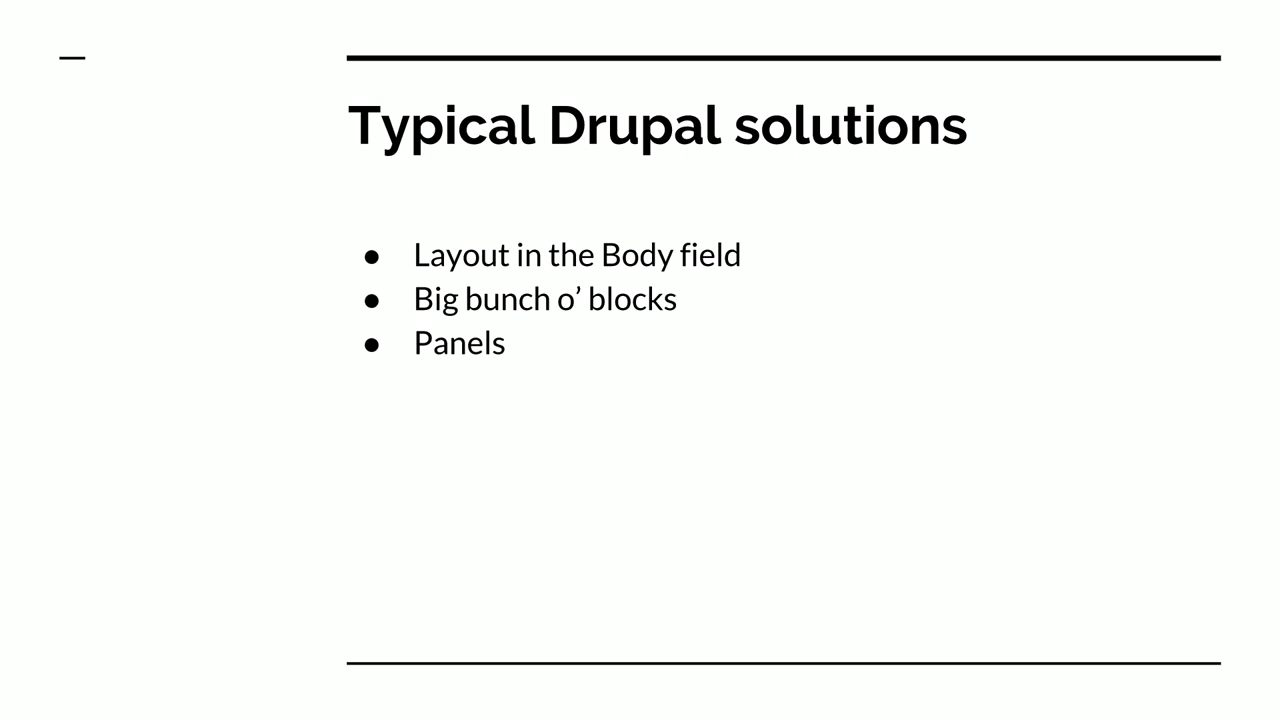 Typical Drupal solutions
● Layout in the Body field
● Big bunch o’ blocks
● Panels